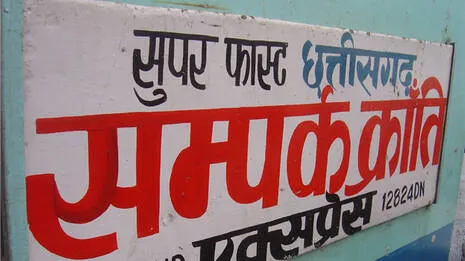 सुपर फास्ट छत्तीसगढ़
सम्पर्क क्राँति
एक्सप्रेस 12824DN